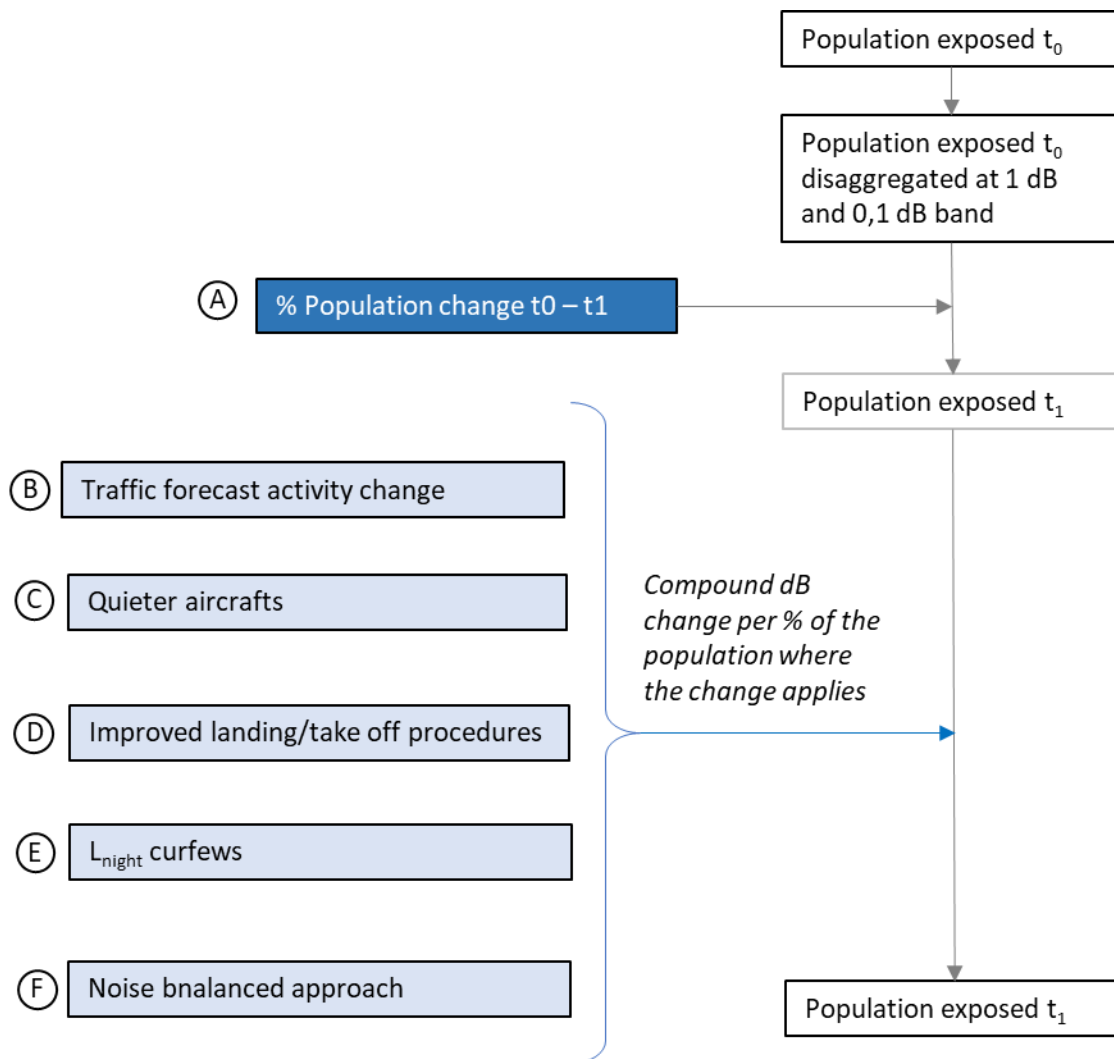 Population exposed t₀
Population exposed t₀
disaggregated at 1 dB
and 0,1 dB band
A
% Population change t0 – t1
Population exposed t₁
B
Traffic forecast activity change
C
Quieter aircrafts
Compound dB
change per % of the
population where
the change applies
D
Improved landing/take off procedures
E
Lnight curfews
F
Noise bnalanced approach
Population exposed t₁